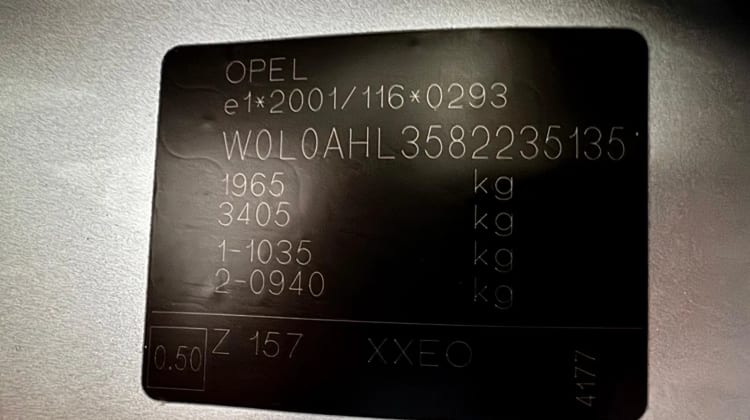 OPEL
e1*2001/116*0293
W0L0AHL3582235135
1965 kg
3405 kg
1-1035 kg
2-0940 kg
0.50 Z 157 XXEO 4177